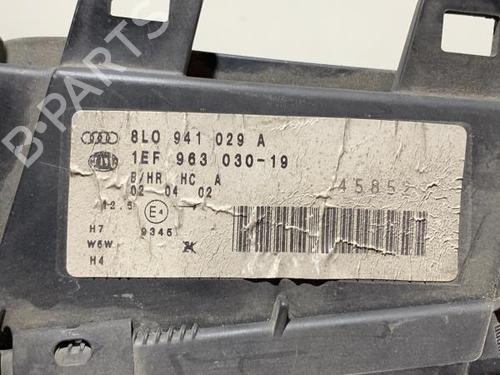 B-PARTS
8L0 941 029 A
1EF 963 030-19
B/HR HC A
02 04 02
12.5 E4
9345
H7
W5W
H4